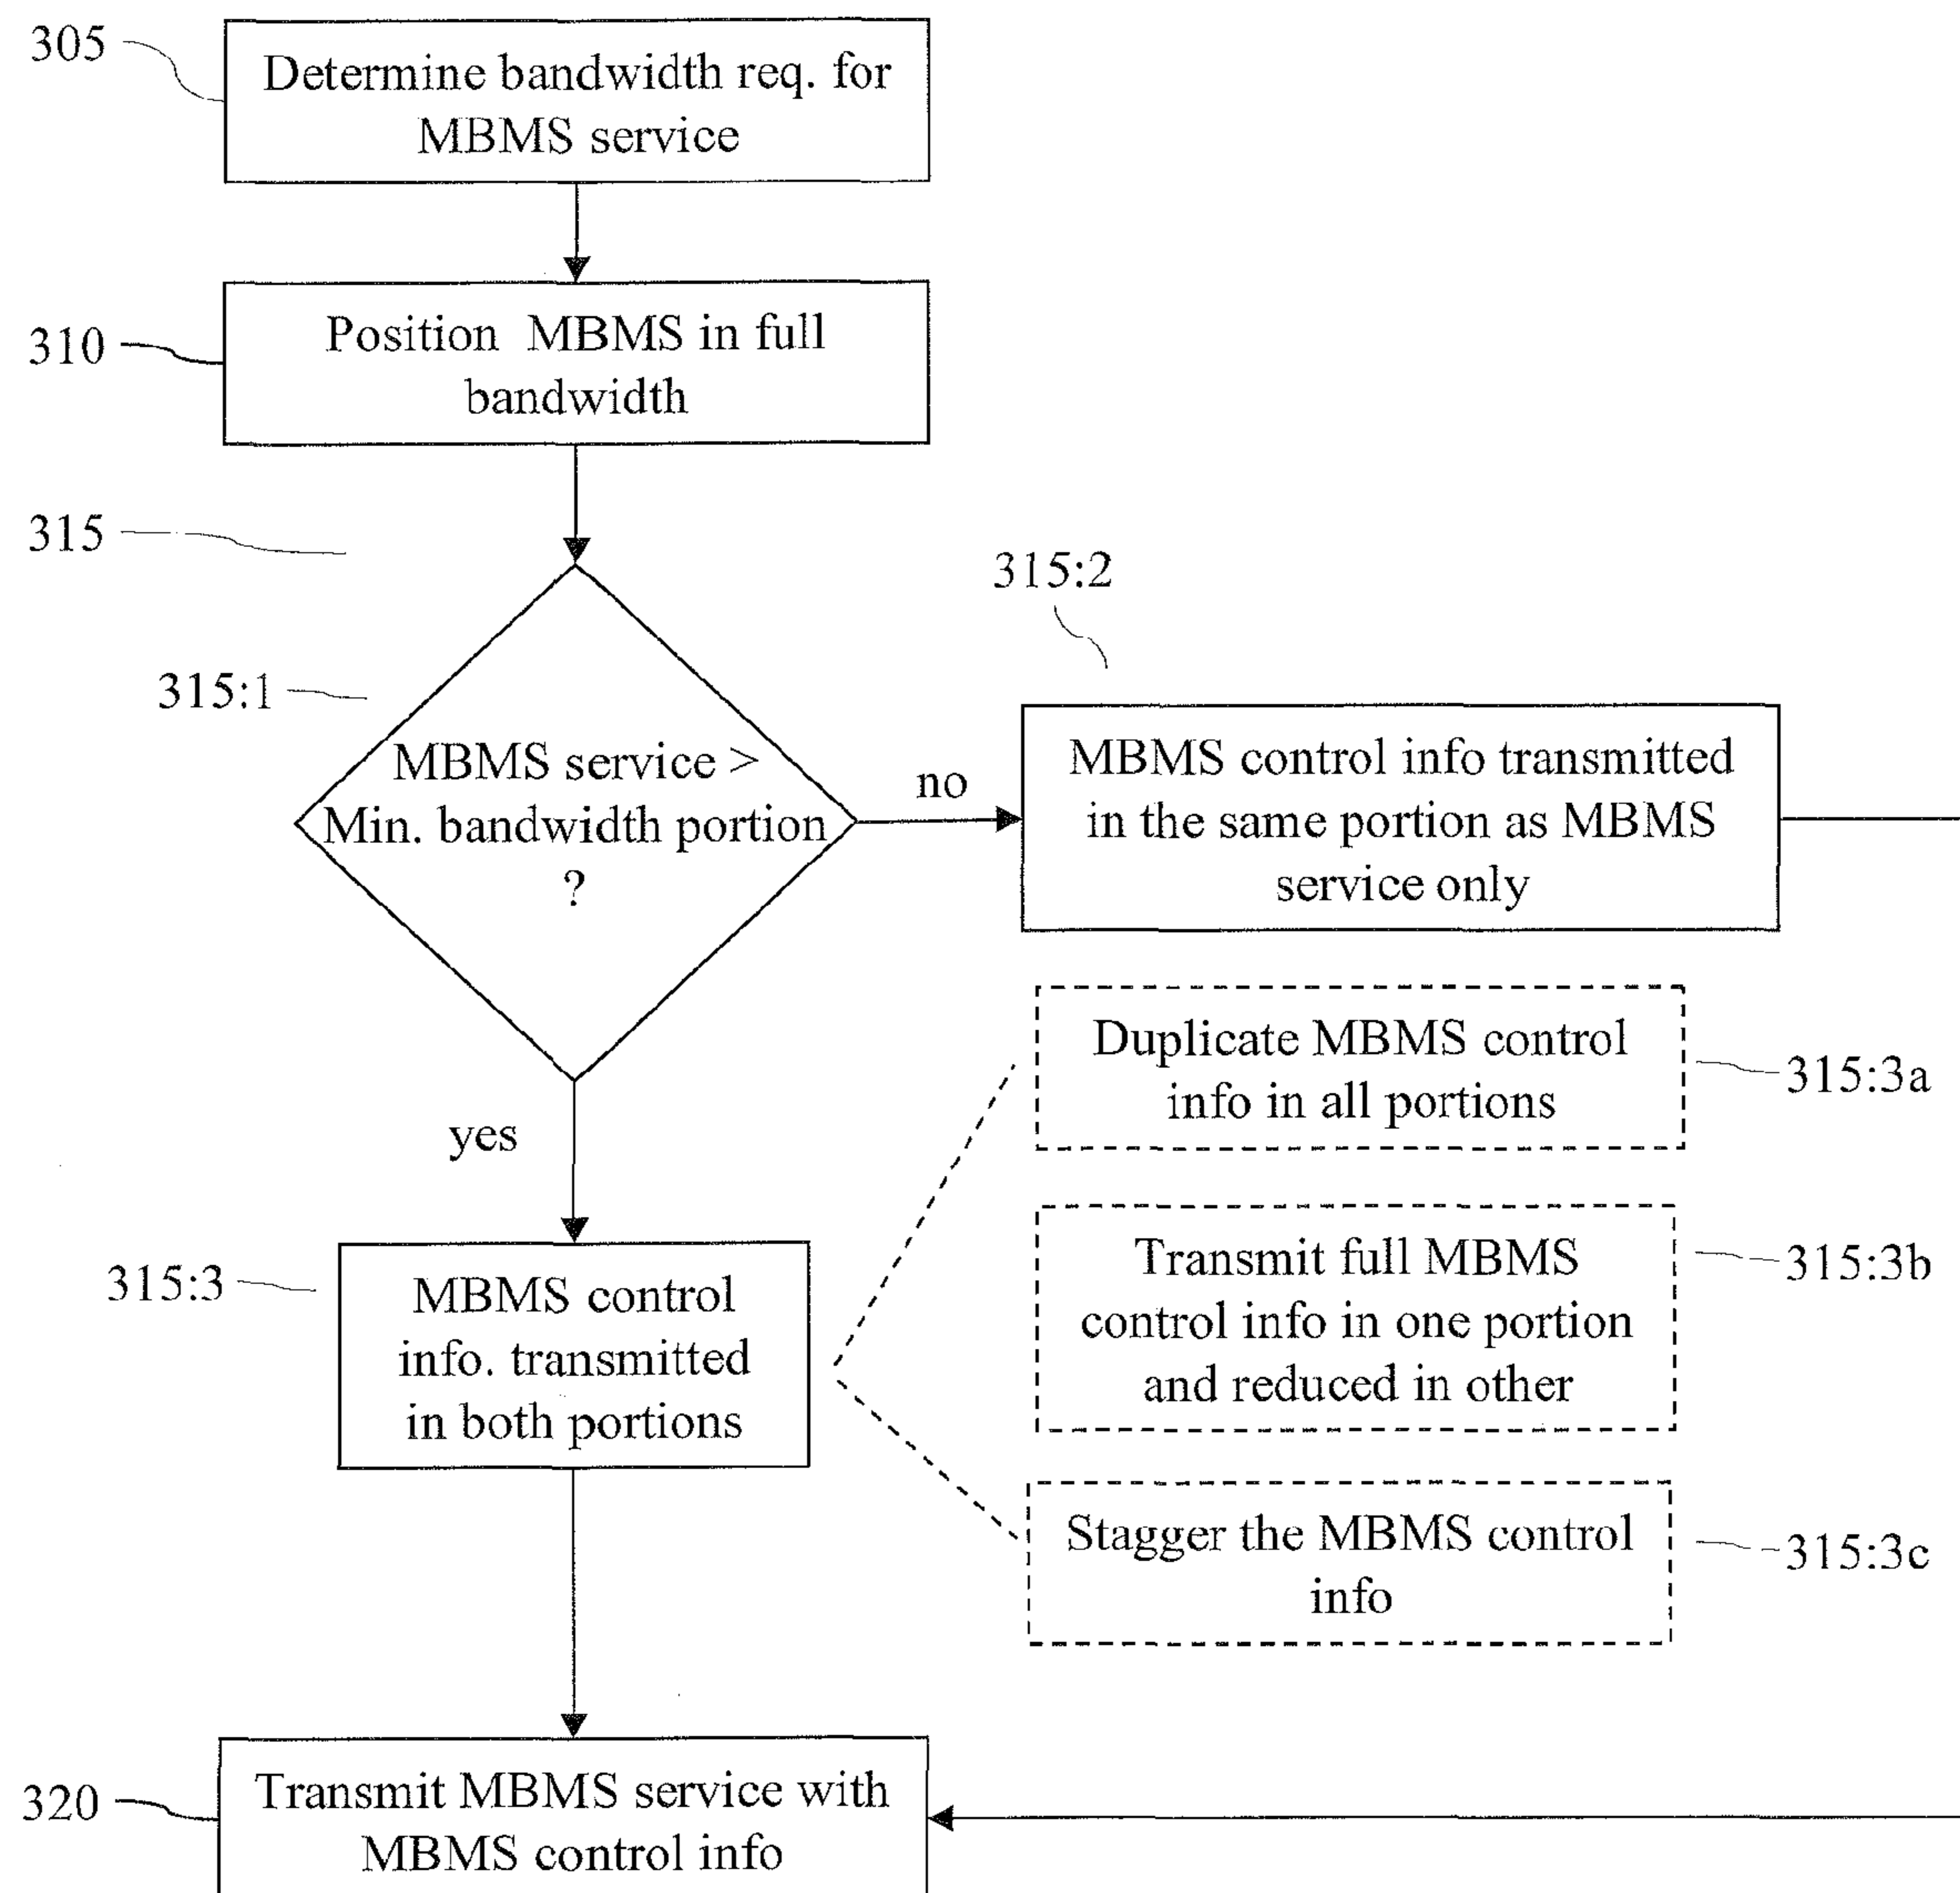 305
Determine bandwidth req. for
MBMS service
310
Position MBMS in full
bandwidth
315
315:1
MBMS service >
Min. bandwidth portion
?
no
315:2
MBMS control info transmitted
in the same portion as MBMS
service only
yes
315:3
MBMS control
info. transmitted
in both portions
Duplicate MBMS control
info in all portions
315:3a
Transmit full MBMS
control info in one portion
and reduced in other
315:3b
Stagger the MBMS control
info
315:3c
320
Transmit MBMS service with
MBMS control info